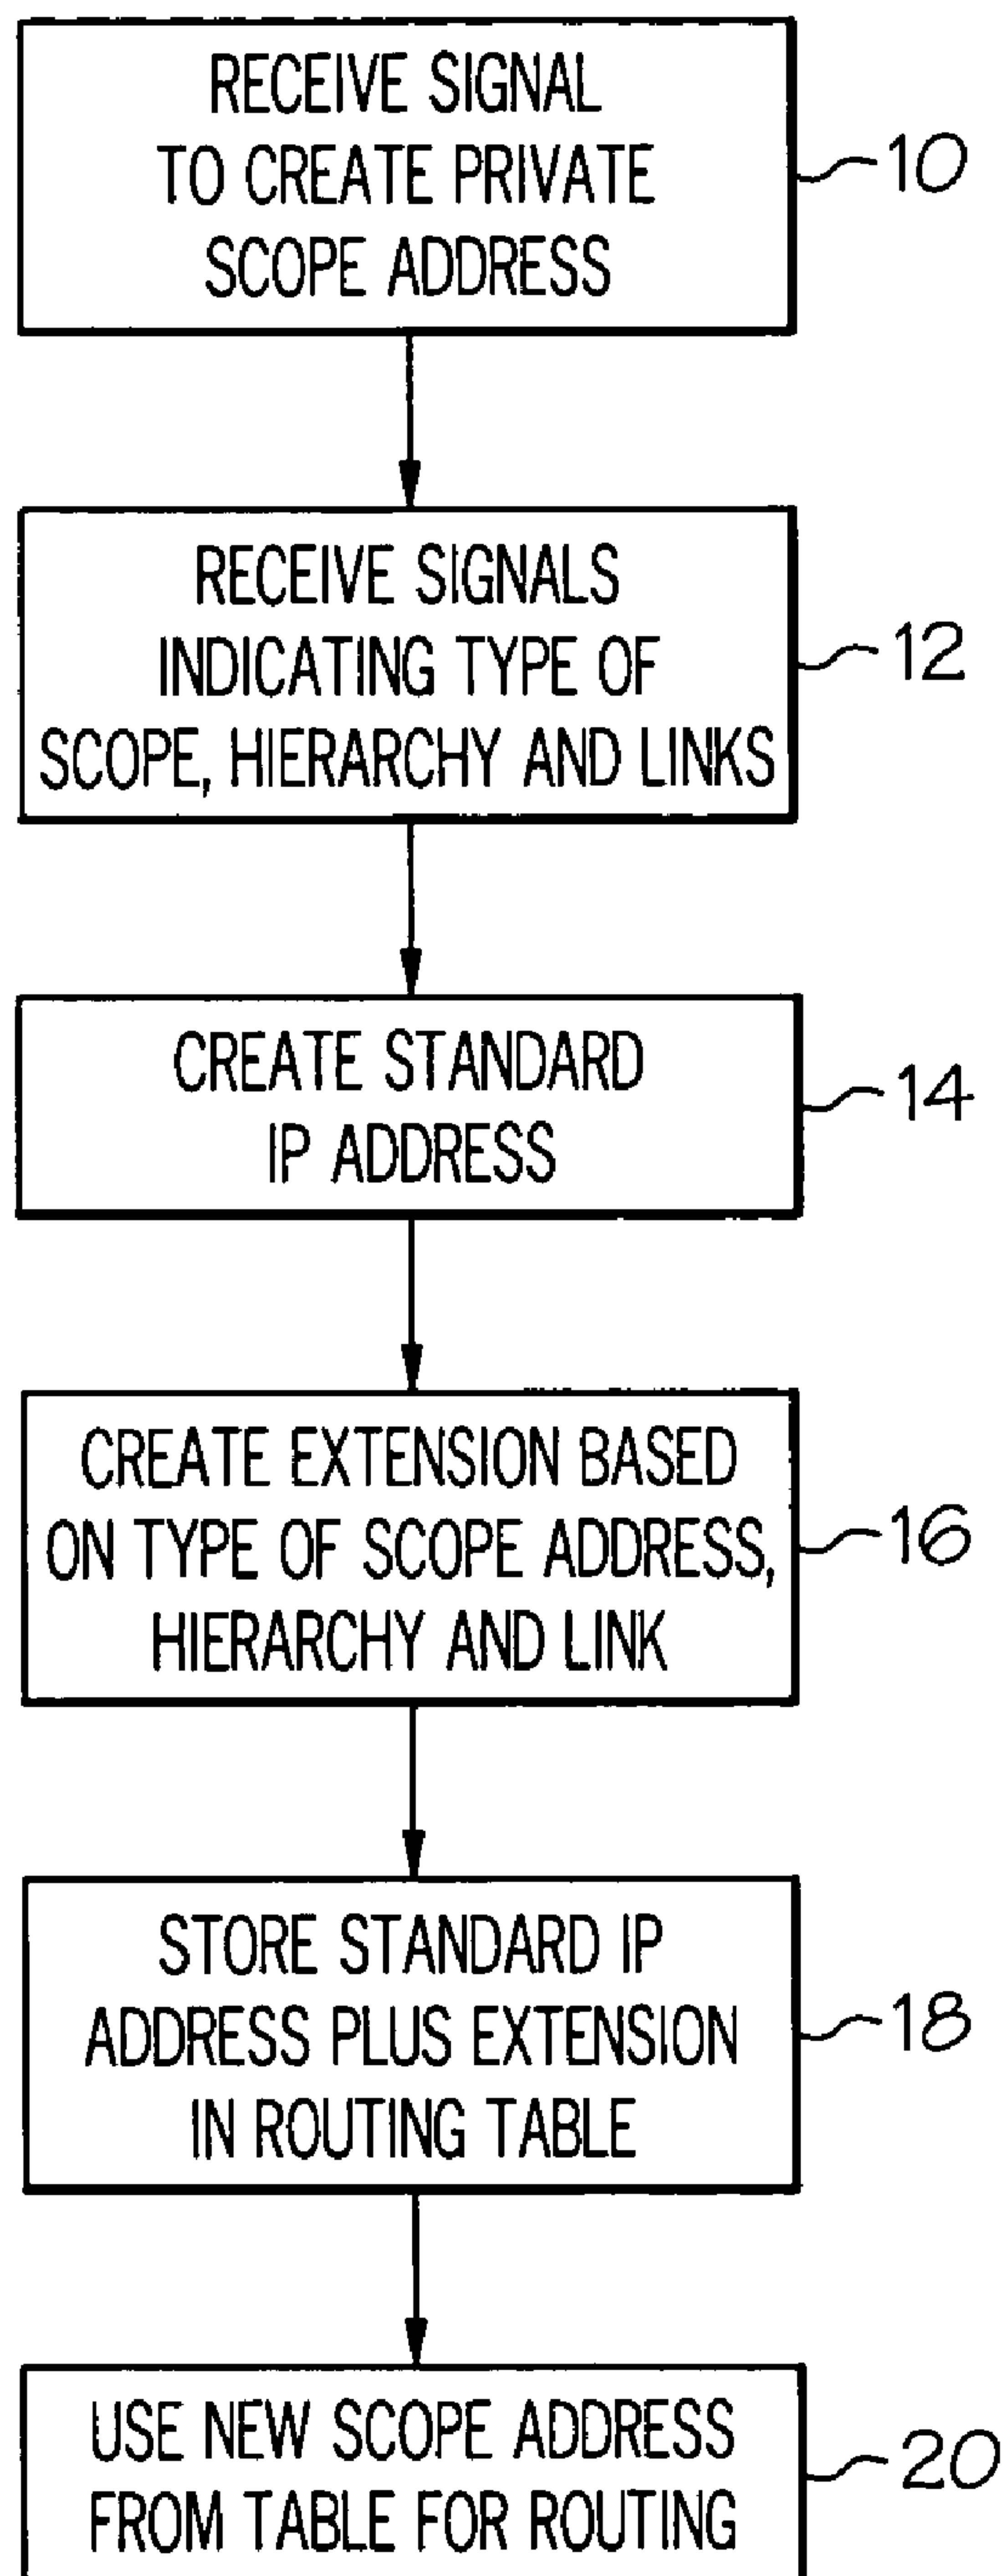 RECEIVE SIGNAL
TO CREATE PRIVATE
SCOPE ADDRESS
10
RECEIVE SIGNALS
INDICATING TYPE OF
SCOPE, HIERARCHY AND LINKS
12
CREATE STANDARD
IP ADDRESS
14
CREATE EXTENSION BASED
ON TYPE OF SCOPE ADDRESS,
HIERARCHY AND LINK
16
STORE STANDARD IP
ADDRESS PLUS EXTENSION
IN ROUTING TABLE
18
USE NEW SCOPE ADDRESS
FROM TABLE FOR ROUTING
20